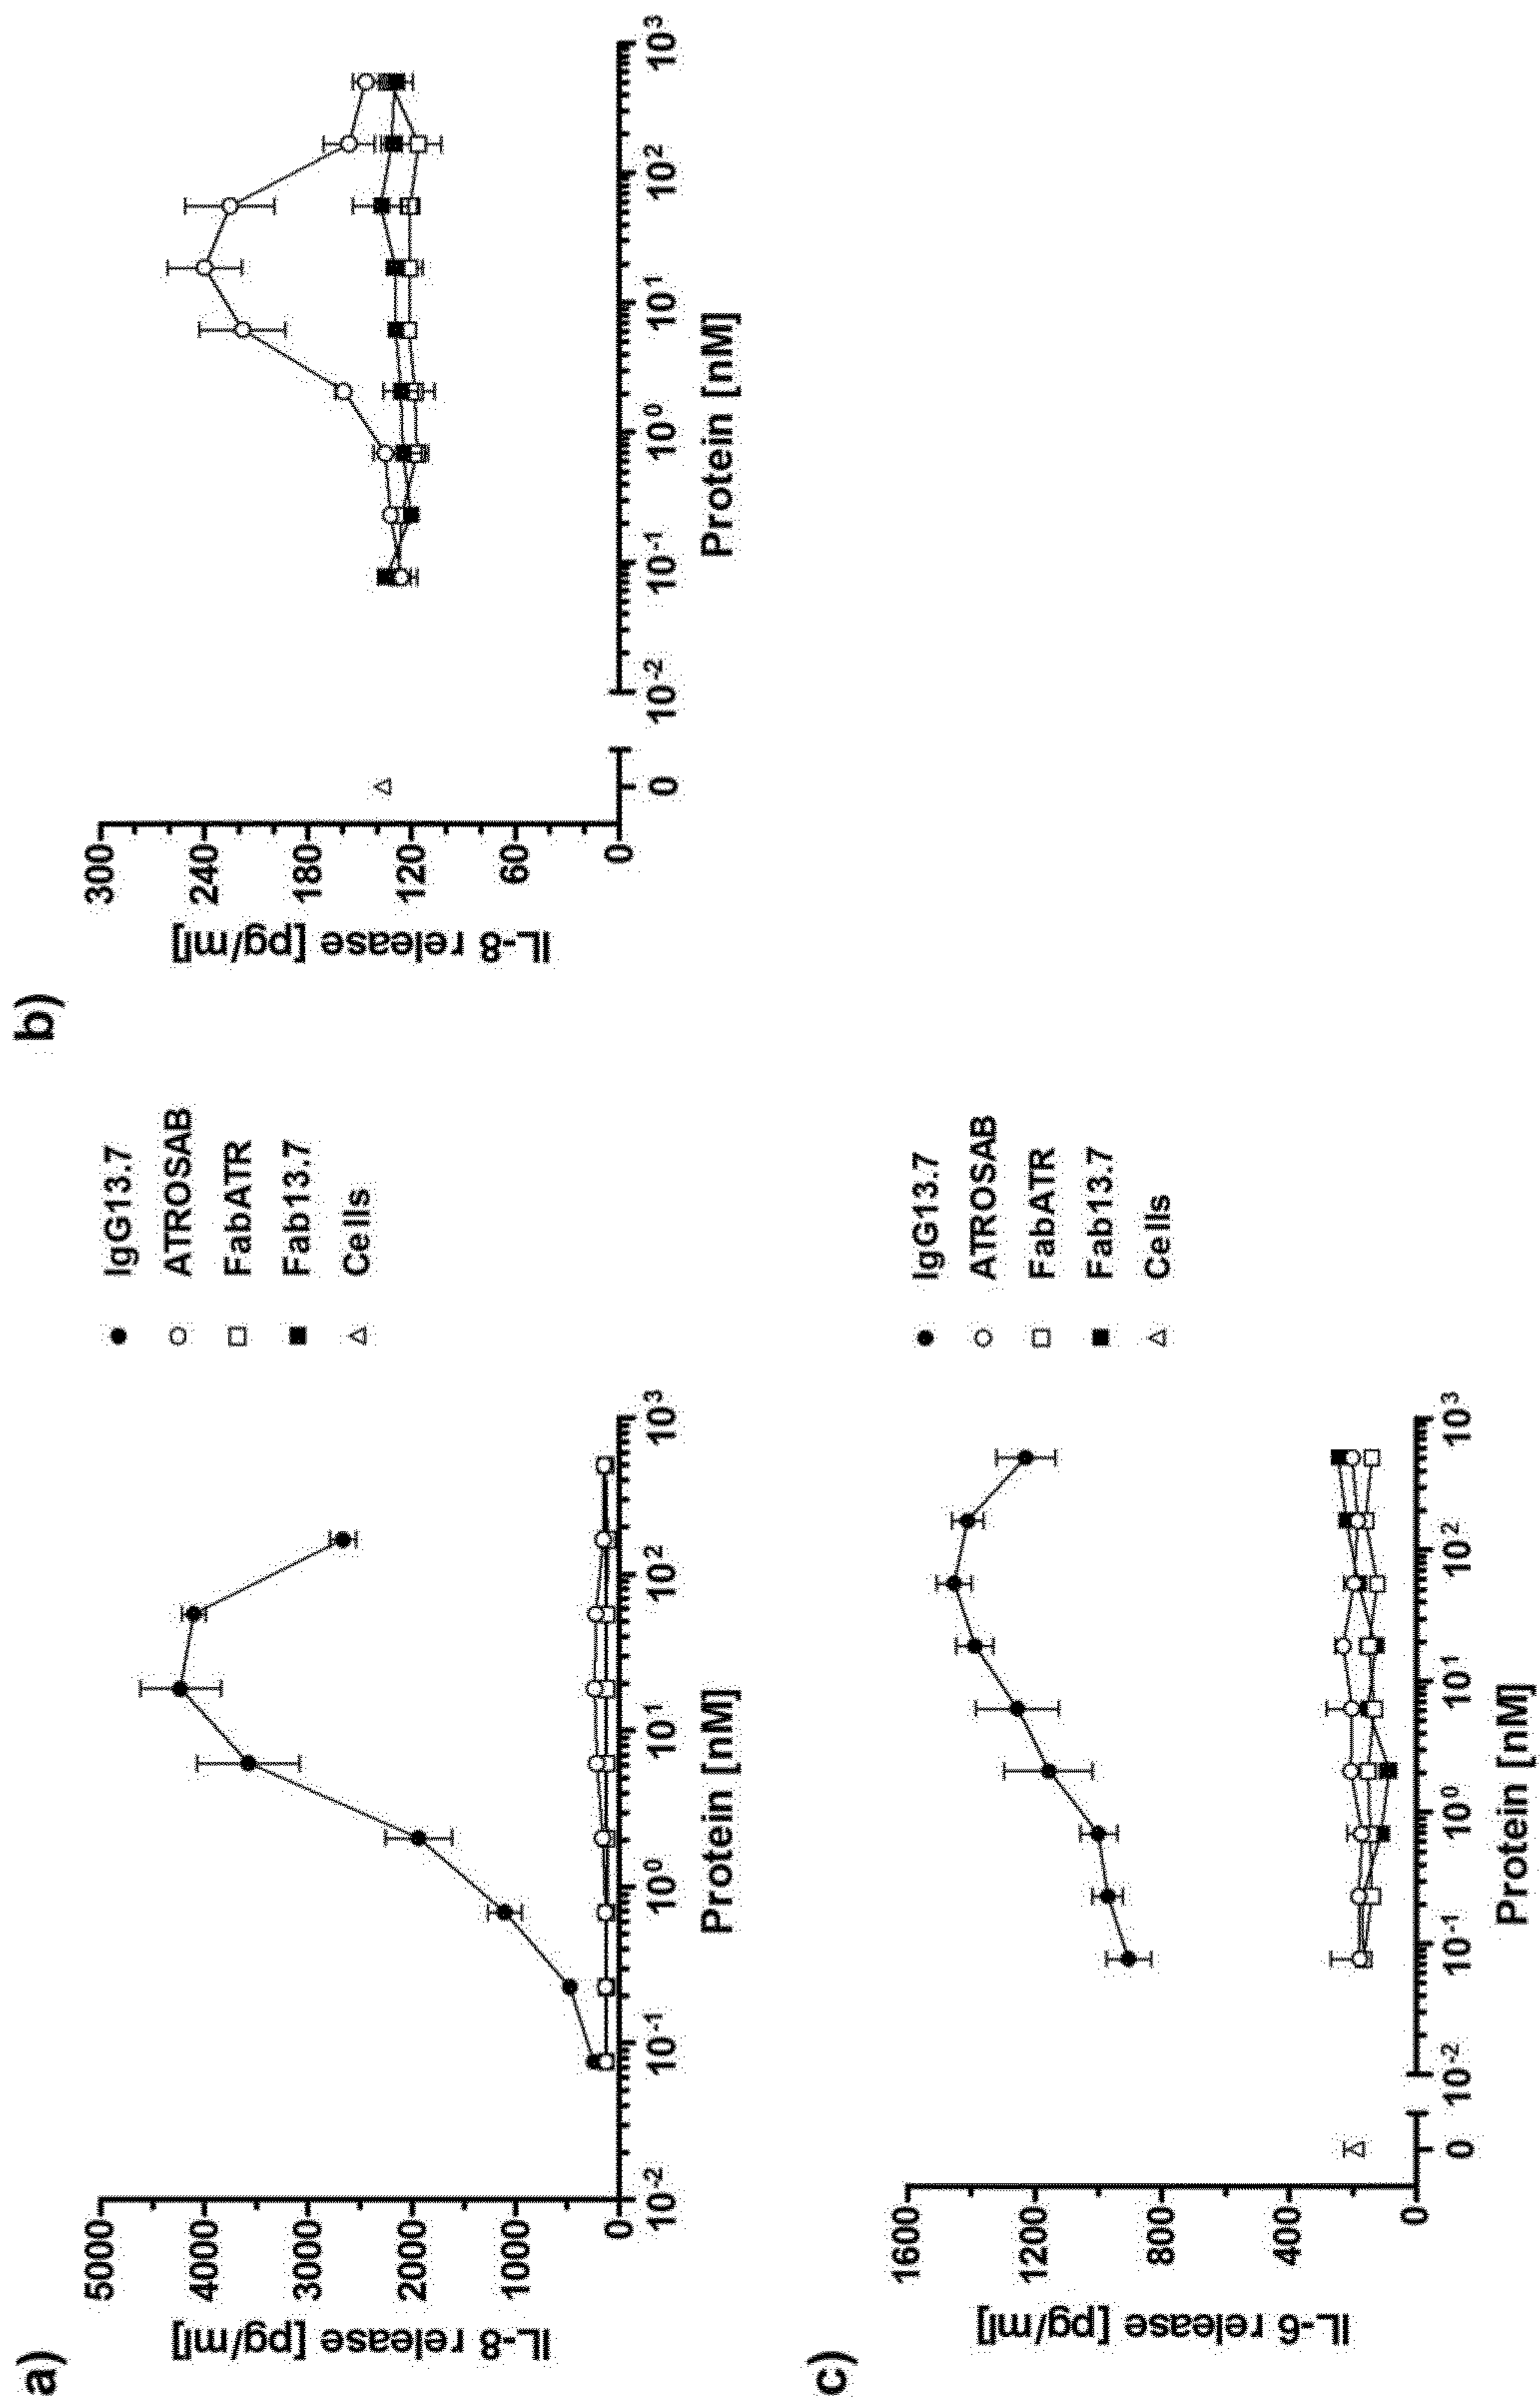 a)
IL-8 release [pg/ml]
5000
4000
3000
2000
1000
0
10-2
10-1
100
101
102
103
Protein [nM]
IgG13.7
ATROSAB
FabATR
Fab13.7
Cells
b)
IL-8 release [pg/ml]
300
240
180
120
60
0
0
10-2
10-1
100
101
102
103
Protein [nM]
c)
IL-6 release [pg/ml]
1600
1200
800
400
0
0
10-2
10-1
100
101
102
103
Protein [nM]
IgG13.7
ATROSAB
FabATR
Fab13.7
Cells